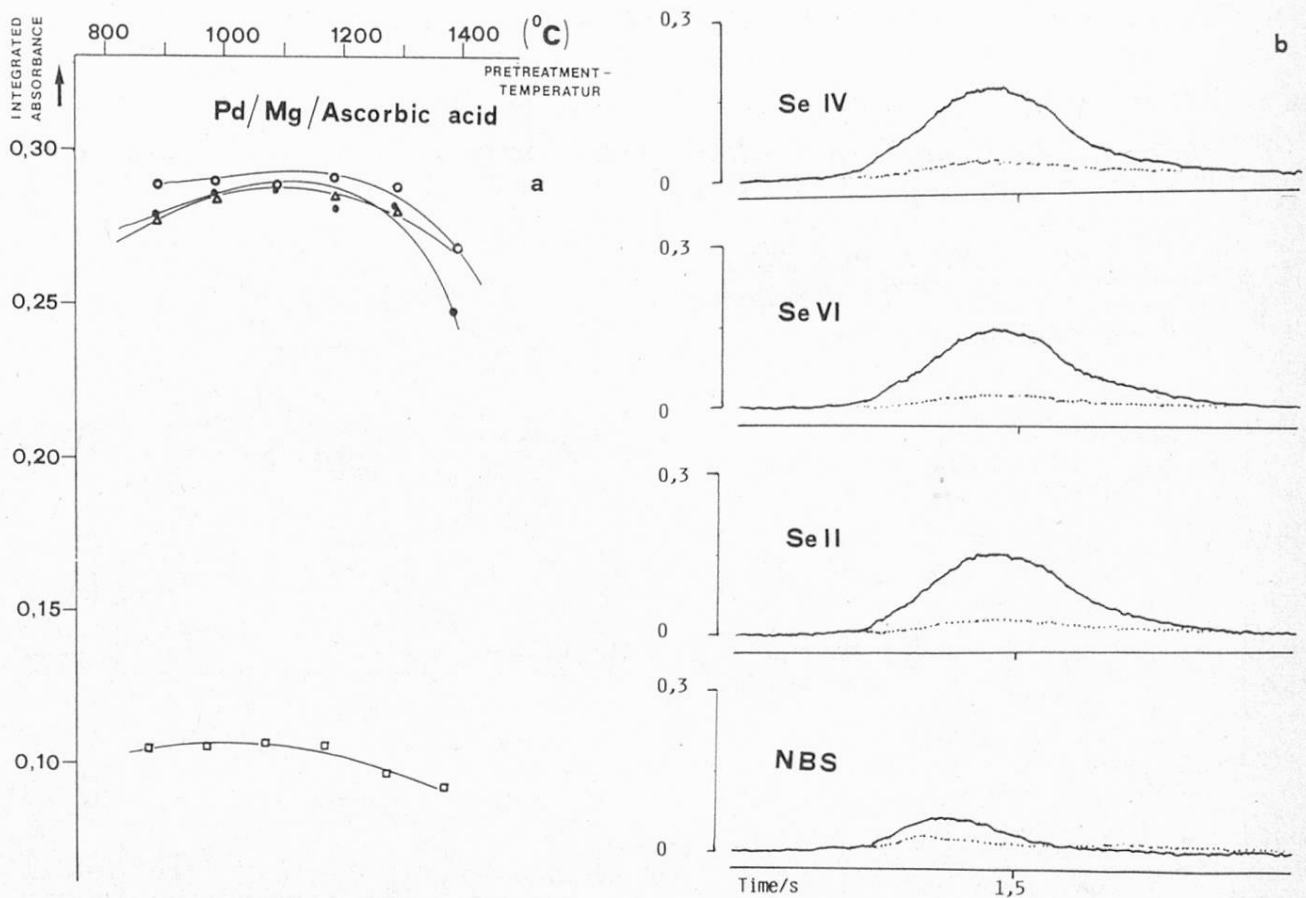 INTEGRATED
ABSORBANCE
800
1000
1200
1400
(°C)
PRETREATMENT-
TEMPERATUR
Pd/Mg/Ascorbic acid
a
0,30
0,25
0,20
0,15
0,10
b
0,3
Se IV
0
0,3
Se VI
0
0,3
Se II
0
0,3
NBS
0
Time/s
1,5